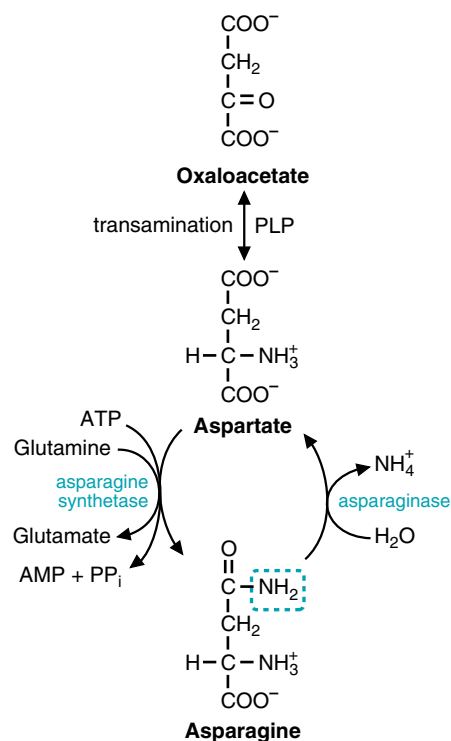 COO⁻
CH₂
C=O
COO⁻
Oxaloacetate
transamination PLP
COO⁻
CH₂
H–C–NH₃⁺
COO⁻
Aspartate
ATP
Glutamine
asparagine
synthetase
Glutamate
AMP + PPᵢ
NH₄⁺
asparaginase
H₂O
O
C–NH₂
CH₂
H–C–NH₃⁺
COO⁻
Asparagine